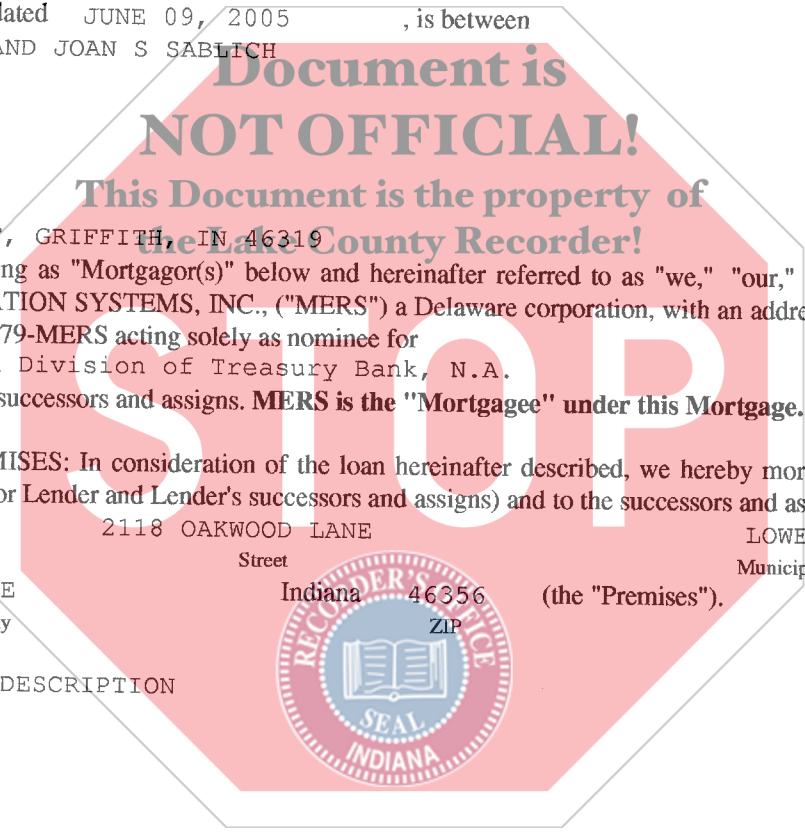 dated JUNE 09, 2005 , is between
AND JOAN S SABLICH
Document is
NOT OFFICIAL!
This Document is the property of
, GRIFFITH, IN 46319
the Lake County Recorder!
ng as "Mortgagor(s)" below and hereinafter referred to as "we," "our,"
ATION SYSTEMS, INC., ("MERS") a Delaware corporation, with an addre
79-MERS acting solely as nominee for
Division of Treasury Bank, N.A.
successors and assigns. MERS is the "Mortgagee" under this Mortgage.
MISES: In consideration of the loan hereinafter described, we hereby mor
or Lender and Lender's successors and assigns) and to the successors and as
2118 OAKWOOD LANE LOWE
Street Municip
E Indiana 46356 (the "Premises").
y ZIP
DESCRIPTION
STOP
RECORDER'S OFFICE
SEAL
INDIANA